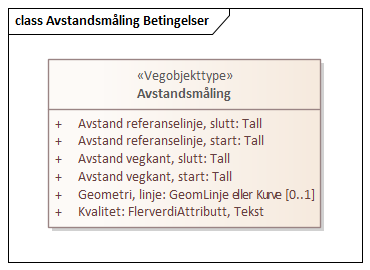 class Avstandsmåling Betingelser
«Vegobjekttype»
Avstandsmåling
+ Avstand referanselinje, slutt: Tall
+ Avstand referanselinje, start: Tall
+ Avstand vegkant, slutt: Tall
+ Avstand vegkant, start: Tall
+ Geometri, linje: GeomLinje eller Kurve [0..1]
+ Kvalitet: FlerverdiAttributt, Tekst